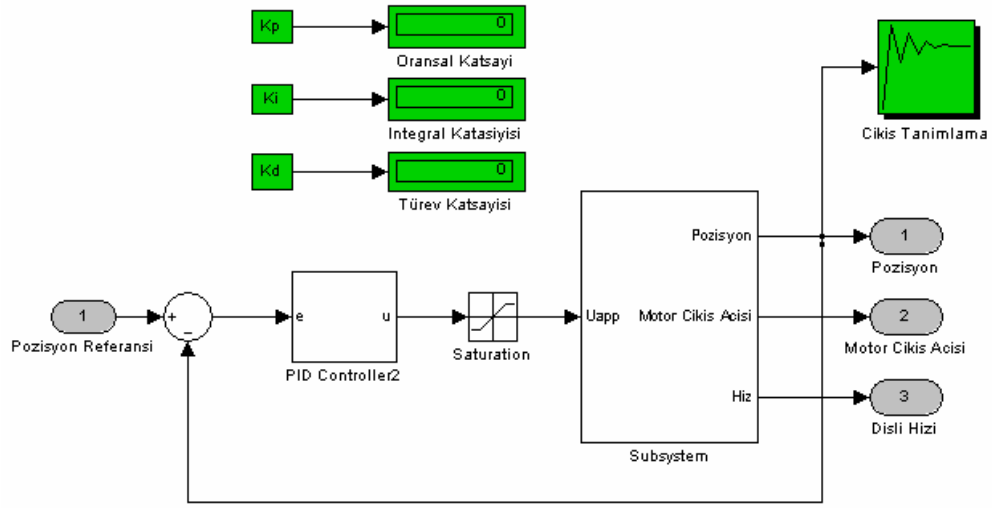 Kp
0
Oransal Katsayi
Ki
0
Integral Katasiyisi
Kd
0
Türev Katsayisi
Cikis Tanimlama
1
Pozisyon Referansi
+
−
e
u
PID Controller2
Saturation
Uapp
Pozisyon
Motor Cikis Acisi
Hiz
Subsystem
1
Pozisyon
2
Motor Cikis Acisi
3
Disli Hizi